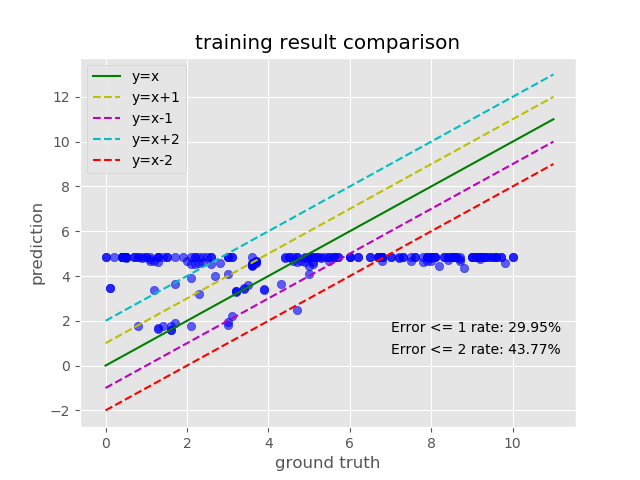 training result comparison
y=x
y=x+1
y=x-1
y=x+2
y=x-2
12
10
8
6
4
2
0
−2
prediction
Error <= 1 rate: 29.95%
Error <= 2 rate: 43.77%
0 2 4 6 8 10
ground truth